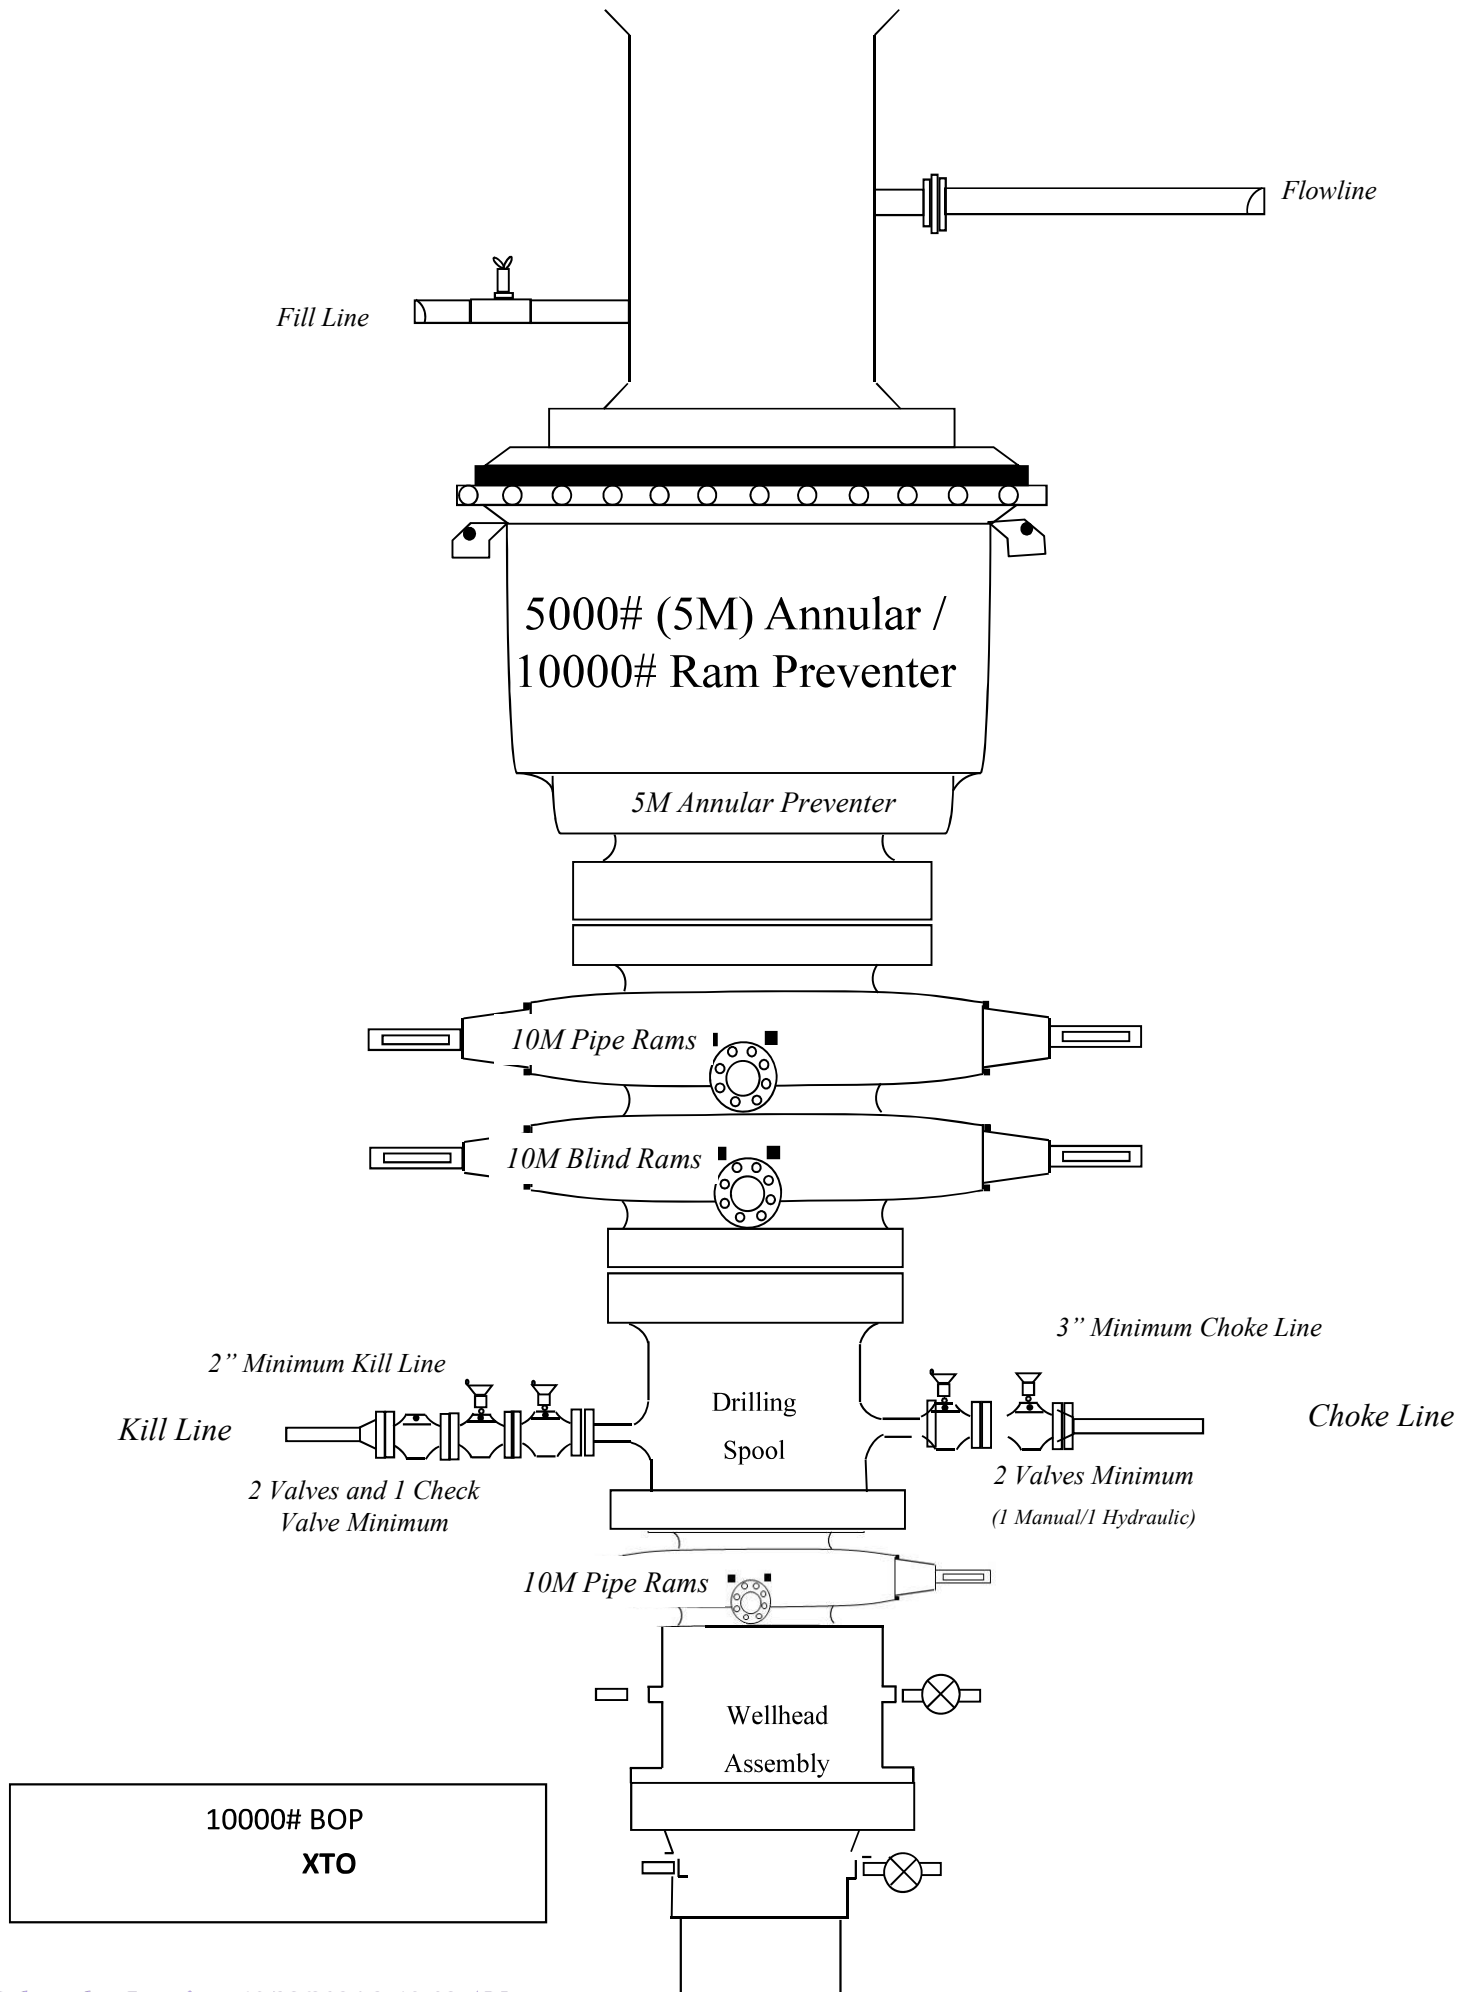 Flowline
Fill Line
5000# (5M) Annular /
10000# Ram Preventer
5M Annular Preventer
10M Pipe Rams
10M Blind Rams
3” Minimum Choke Line
2” Minimum Kill Line
Drilling
Spool
Kill Line
Choke Line
2 Valves Minimum
(1 Manual/1 Hydraulic)
2 Valves and 1 Check
Valve Minimum
10M Pipe Rams
Wellhead
Assembly
10000# BOP
XTO